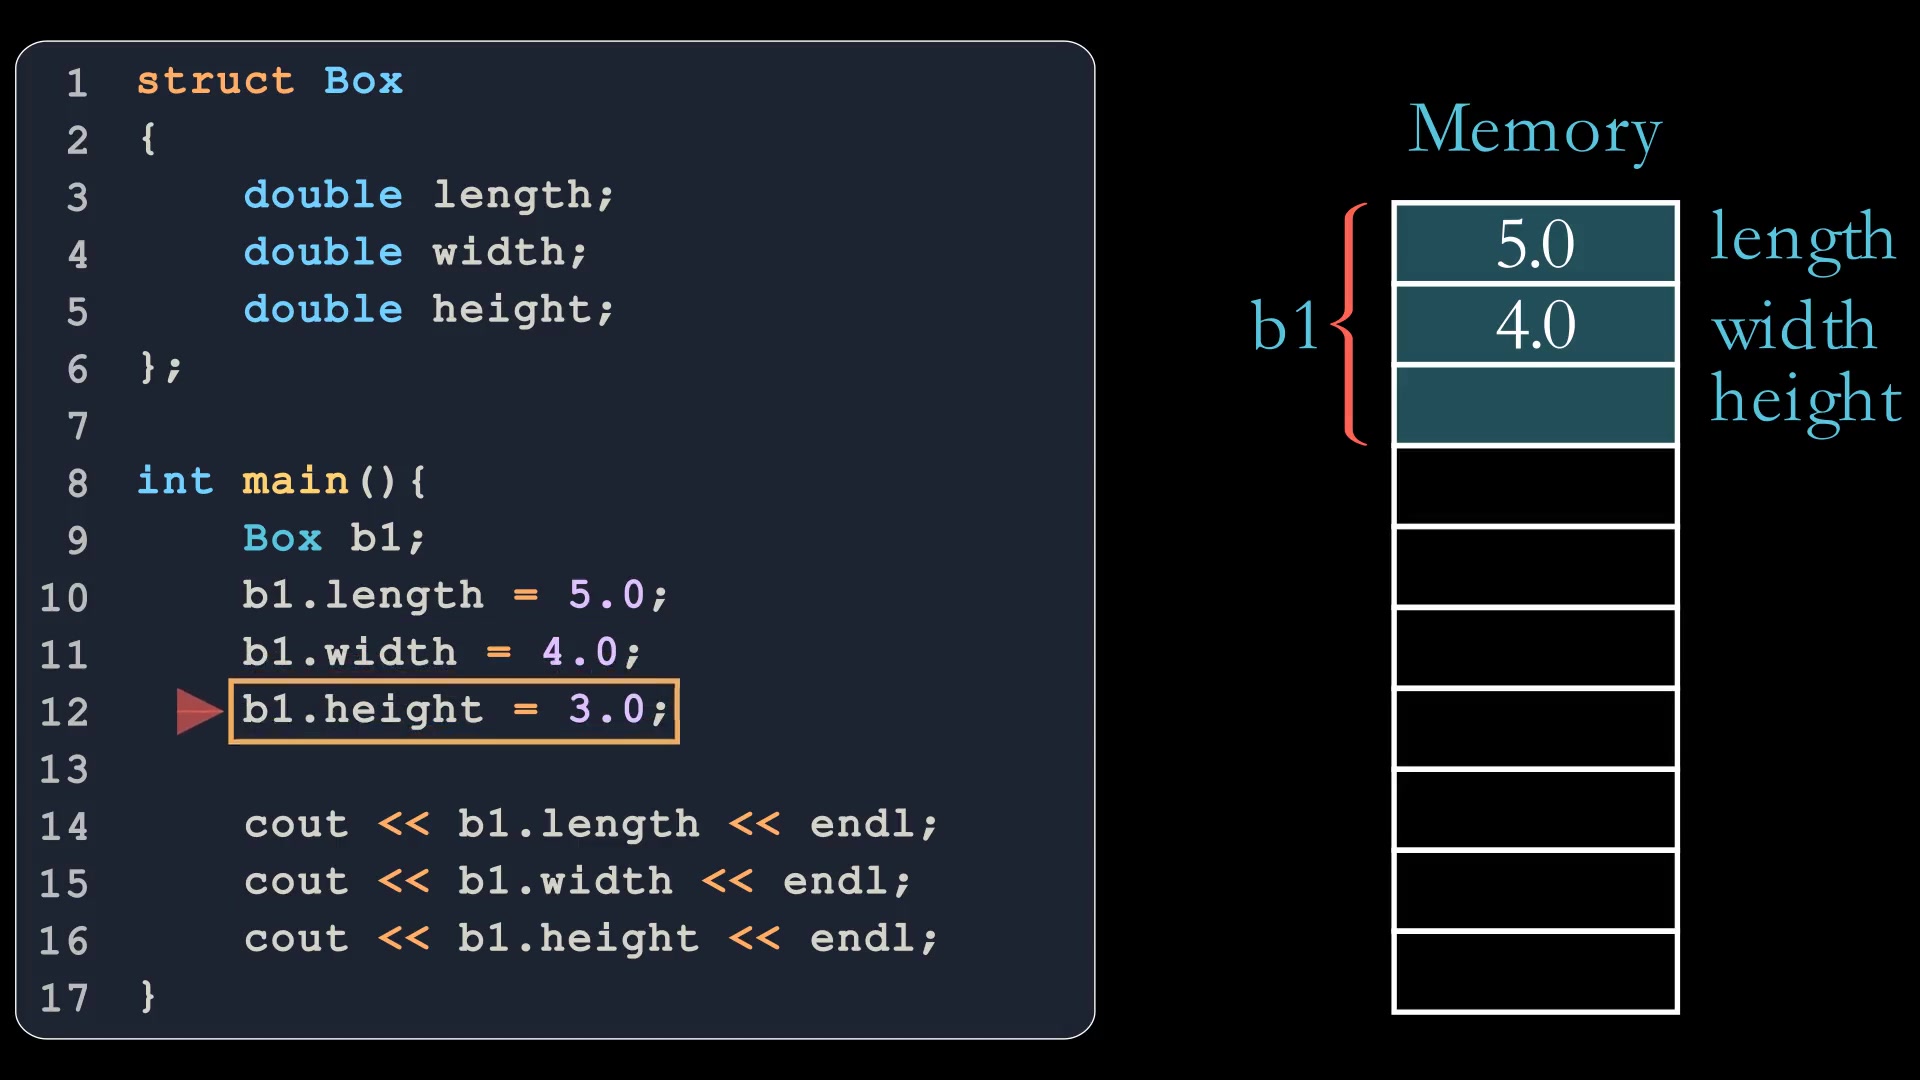 1 struct Box
2 {
3 double length;
4 double width;
5 double height;
6 };
7
8 int main(){
9 Box b1;
10 b1.length = 5.0;
11 b1.width = 4.0;
12 b1.height = 3.0;
13
14 cout << b1.length << endl;
15 cout << b1.width << endl;
16 cout << b1.height << endl;
17 }
Memory
5.0 length
b1 4.0 width
height